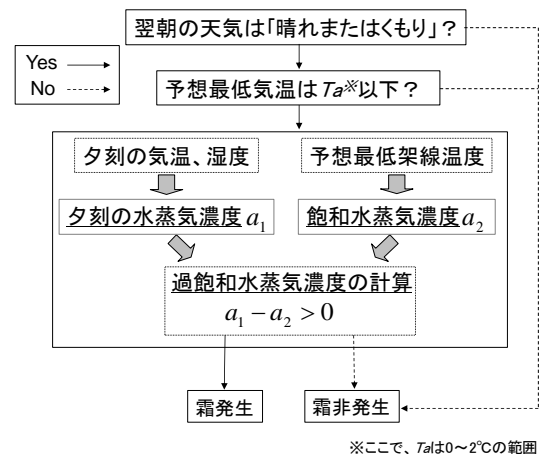 翌朝の天気は「晴れまたはくもり」？
Yes
No
予想最低気温はTa※以下？
夕刻の気温、湿度
予想最低架線温度
夕刻の水蒸気濃度 a₁
飽和水蒸気濃度 a₂
過飽和水蒸気濃度の計算
a₁ − a₂ > 0
霜発生
霜非発生
※ここで、Taは0～2℃の範囲